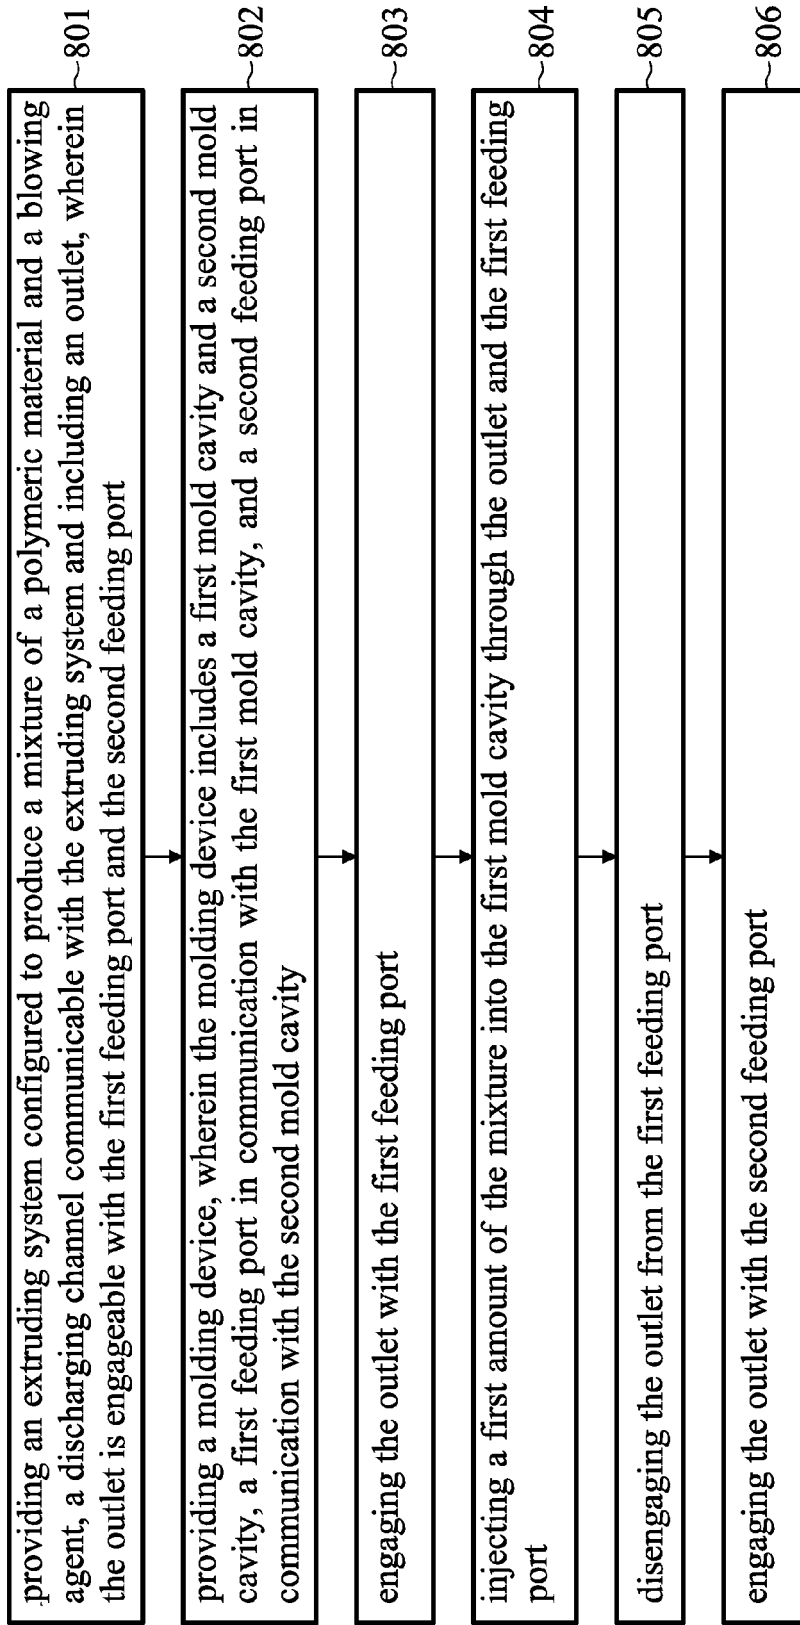 providing an extruding system configured to produce a mixture of a polymeric material and a blowing
agent, a discharging channel communicable with the extruding system and including an outlet, wherein
the outlet is engageable with the first feeding port and the second feeding port
801
providing a molding device, wherein the molding device includes a first mold cavity and a second mold
cavity, a first feeding port in communication with the first mold cavity, and a second feeding port in
communication with the second mold cavity
802
engaging the outlet with the first feeding port
803
injecting a first amount of the mixture into the first mold cavity through the outlet and the first feeding
port
804
disengaging the outlet from the first feeding port
805
engaging the outlet with the second feeding port
806